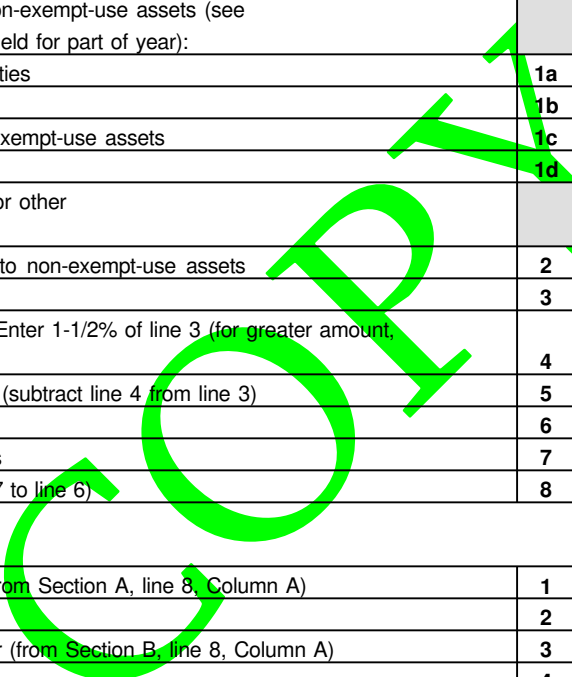 n-exempt-use assets (see
eld for part of year):
ties 1a
1b
xempt-use assets 1c
1d
or other
to non-exempt-use assets 2
3
Enter 1-1/2% of line 3 (for greater amount,
4
(subtract line 4 from line 3) 5
6
s 7
7 to line 6) 8
rom Section A, line 8, Column A) 1
2
r (from Section B, line 8, Column A) 3
COPY